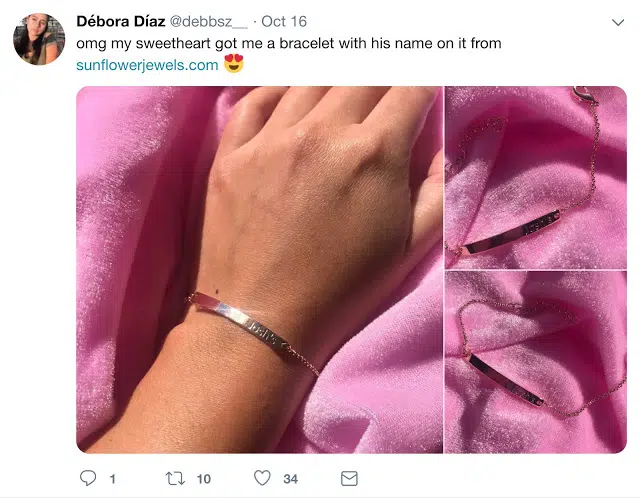 Débora Díaz @debbsz__ · Oct 16
omg my sweetheart got me a bracelet with his name on it from
sunflowerjewels.com 😍
1 10 34